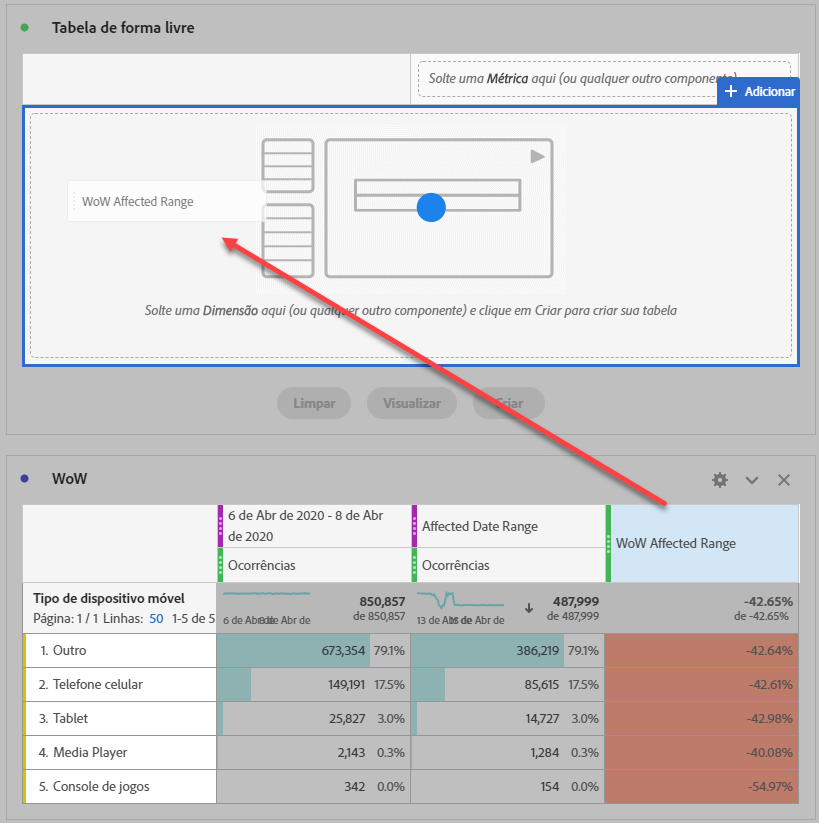 Tabela de forma livre
Solte uma Métrica aqui (ou qualquer outro componente)
Adicionar
WoW Affected Range
Solte uma Dimensão aqui (ou qualquer outro componente) e clique em Criar para criar sua tabela
Limpar Visualizar Criar
WoW
6 de Abr de 2020 - 8 de Abr
de 2020
Affected Date Range
WoW Affected Range
Ocorrências Ocorrências
Tipo de dispositivo móvel
Página: 1 / 1 Linhas: 50 1-5 de 5
6 de Abr de 8 de Abr de
850,857
de 850,857
13 de Abr de 15 de Abr de
487,999
de 487,999
-42.65%
de -42.65%
1. Outro 673,354 79.1% 386,219 79.1% -42.64%
2. Telefone celular 149,191 17.5% 85,615 17.5% -42.61%
3. Tablet 25,827 3.0% 14,727 3.0% -42.98%
4. Media Player 2,143 0.3% 1,284 0.3% -40.08%
5. Console de jogos 342 0.0% 154 0.0% -54.97%